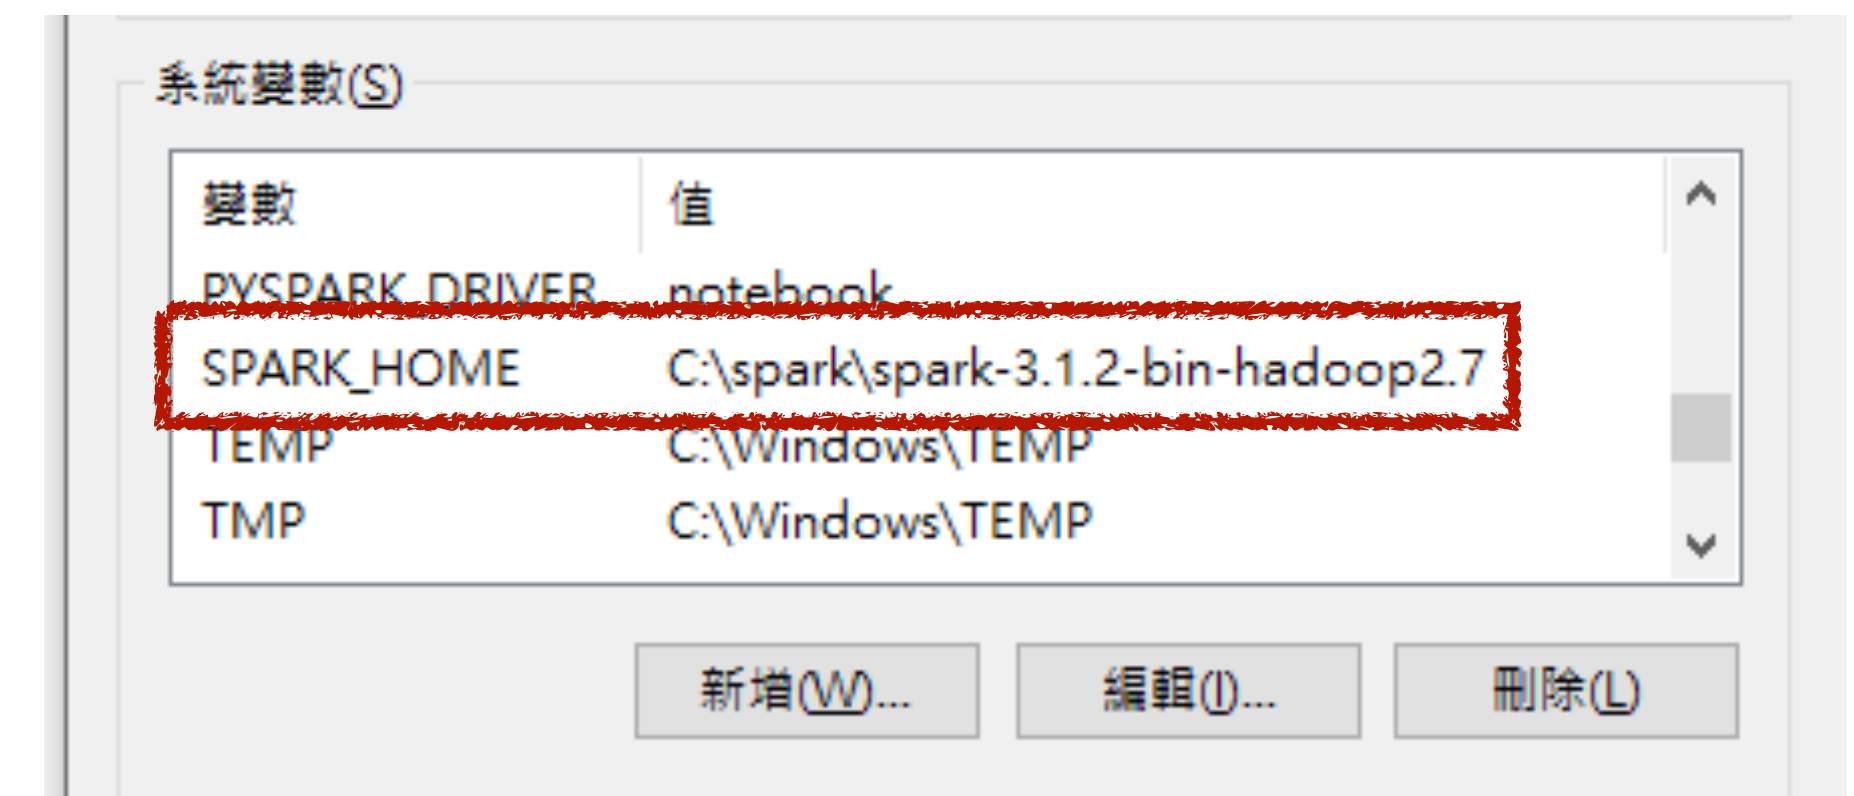 系統變數(S)
變數 值
PYSPARK_DRIVER notebook
SPARK_HOME C:\spark\spark-3.1.2-bin-hadoop2.7
TEMP C:\Windows\TEMP
TMP C:\Windows\TEMP
新增(W)... 編輯(I)... 刪除(L)